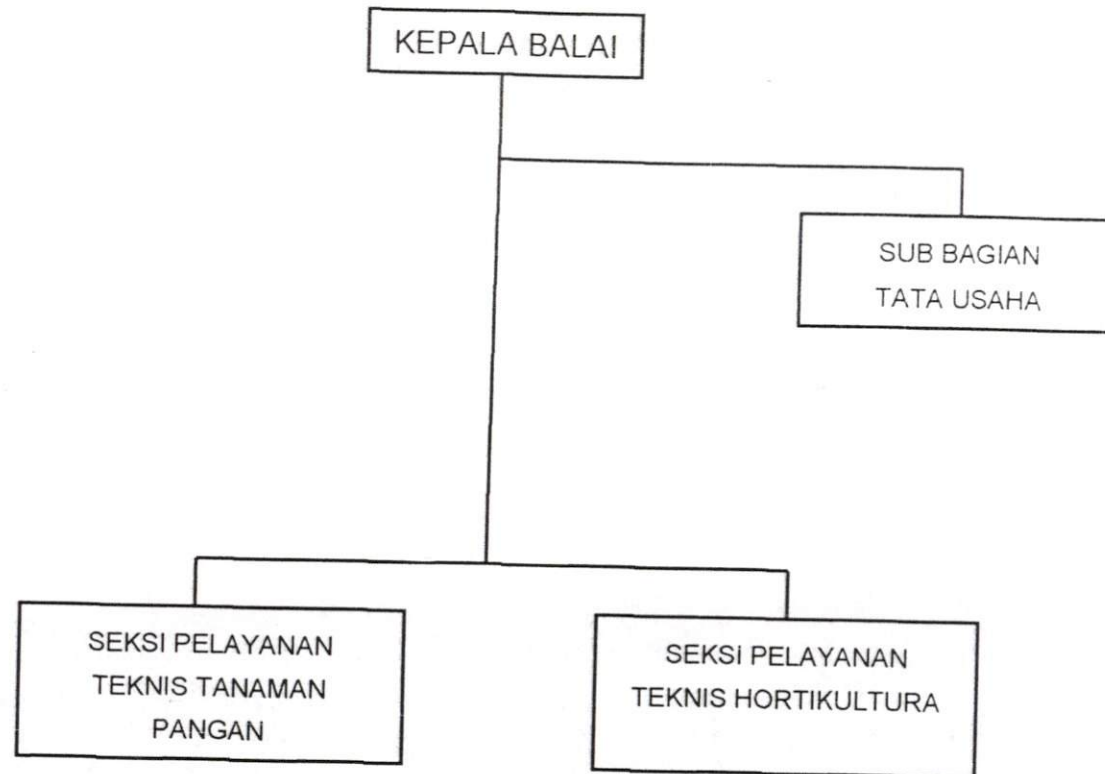 KEPALA BALAI
SUB BAGIAN
TATA USAHA
SEKSI PELAYANAN
TEKNIS TANAMAN
PANGAN
SEKSI PELAYANAN
TEKNIS HORTIKULTURA